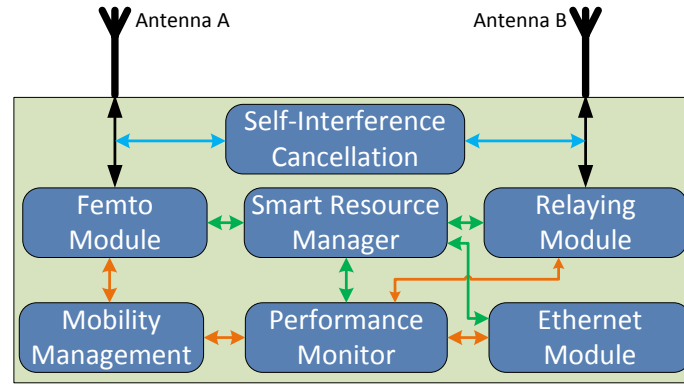 Antenna A
Antenna B
Self-Interference
Cancellation
Femto
Module
Smart Resource
Manager
Relaying
Module
Mobility
Management
Performance
Monitor
Ethernet
Module